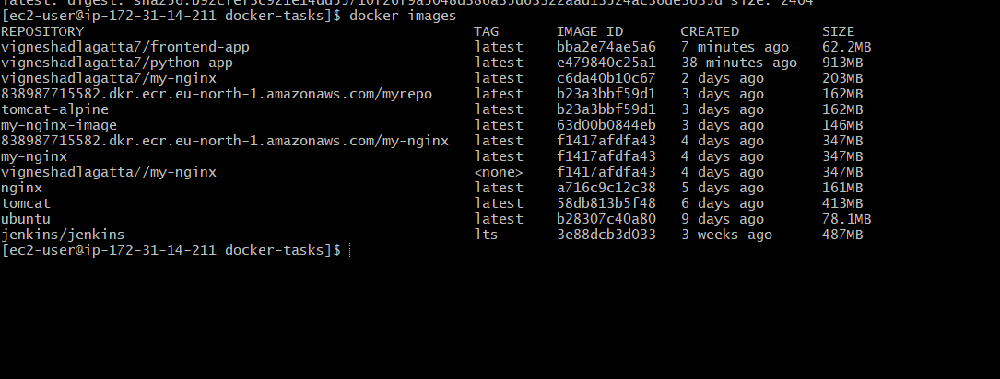 [ec2-user@ip-172-31-14-211 docker-tasks]$ docker images
REPOSITORY TAG IMAGE ID CREATED SIZE
vigneshadlagatta7/frontend-app latest bba2e74ae5a6 7 minutes ago 62.2MB
vigneshadlagatta7/python-app latest e479840c25a1 38 minutes ago 913MB
vigneshadlagatta7/my-nginx latest c6da40b10c67 2 days ago 203MB
838987715582.dkr.ecr.eu-north-1.amazonaws.com/myrepo latest b23a3bbf59d1 3 days ago 162MB
tomcat-alpine latest b23a3bbf59d1 3 days ago 162MB
my-nginx-image latest 63d00b0844eb 3 days ago 146MB
838987715582.dkr.ecr.eu-north-1.amazonaws.com/my-nginx latest f1417afdfa43 4 days ago 347MB
my-nginx latest f1417afdfa43 4 days ago 347MB
vigneshadlagatta7/my-nginx <none> f1417afdfa43 4 days ago 347MB
nginx latest a716c9c12c38 5 days ago 161MB
tomcat latest 58db813b5f48 6 days ago 413MB
ubuntu latest b28307c40a80 9 days ago 78.1MB
jenkins/jenkins lts 3e88dcb3d033 3 weeks ago 487MB
[ec2-user@ip-172-31-14-211 docker-tasks]$